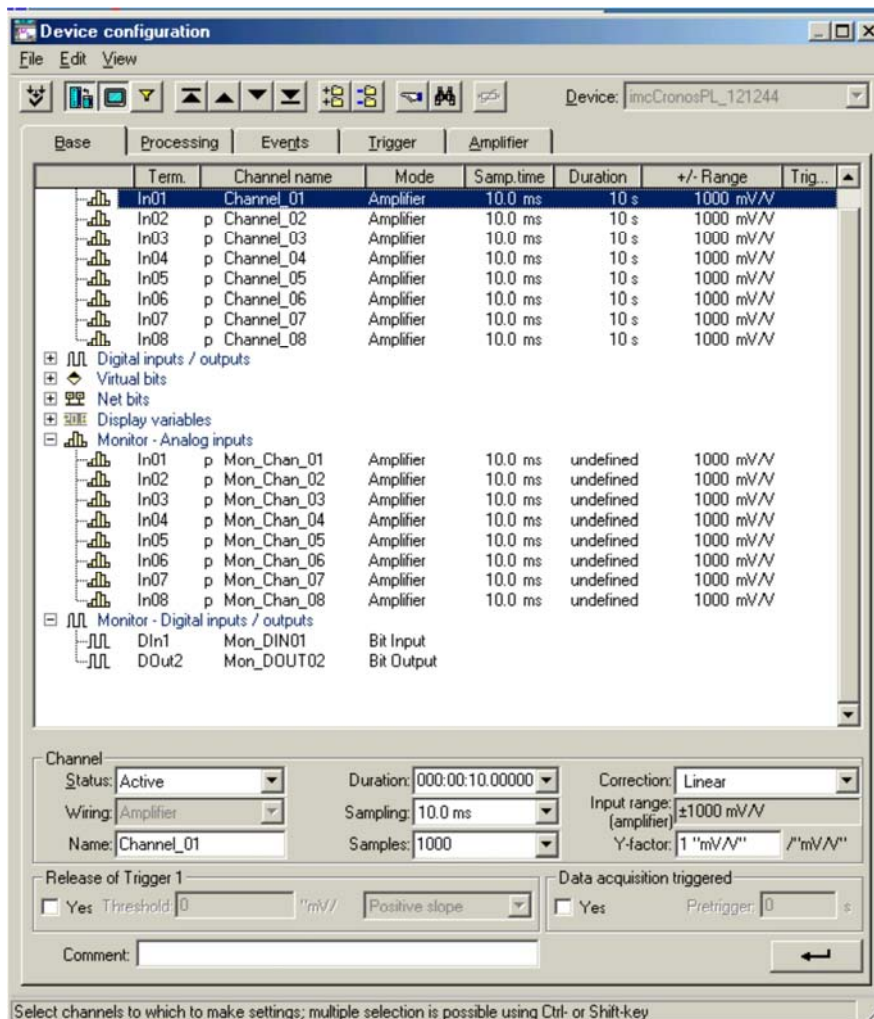 Device configuration
File Edit View
Device: imcCronosPL_121244
Base Processing Events Trigger Amplifier
Term. Channel name Mode Samp.time Duration +/- Range Trig...
In01 Channel_01 Amplifier 10.0 ms 10 s 1000 mV/V
In02 p Channel_02 Amplifier 10.0 ms 10 s 1000 mV/V
In03 p Channel_03 Amplifier 10.0 ms 10 s 1000 mV/V
In04 p Channel_04 Amplifier 10.0 ms 10 s 1000 mV/V
In05 p Channel_05 Amplifier 10.0 ms 10 s 1000 mV/V
In06 p Channel_06 Amplifier 10.0 ms 10 s 1000 mV/V
In07 p Channel_07 Amplifier 10.0 ms 10 s 1000 mV/V
In08 p Channel_08 Amplifier 10.0 ms 10 s 1000 mV/V
Digital inputs / outputs
Virtual bits
Net bits
Display variables
Monitor - Analog inputs
In01 p Mon_Chan_01 Amplifier 10.0 ms undefined 1000 mV/V
In02 p Mon_Chan_02 Amplifier 10.0 ms undefined 1000 mV/V
In03 p Mon_Chan_03 Amplifier 10.0 ms undefined 1000 mV/V
In04 p Mon_Chan_04 Amplifier 10.0 ms undefined 1000 mV/V
In05 p Mon_Chan_05 Amplifier 10.0 ms undefined 1000 mV/V
In06 p Mon_Chan_06 Amplifier 10.0 ms undefined 1000 mV/V
In07 p Mon_Chan_07 Amplifier 10.0 ms undefined 1000 mV/V
In08 p Mon_Chan_08 Amplifier 10.0 ms undefined 1000 mV/V
Monitor - Digital inputs / outputs
DIn1 Mon_DIN01 Bit Input
DOut2 Mon_DOUT02 Bit Output
Channel
Status: Active Duration: 000:00:10.00000 Correction: Linear
Wiring: Amplifier Sampling: 10.0 ms Input range: (amplifier) ±1000 mV/V
Name: Channel_01 Samples: 1000 Y-factor: 1 "mV/V" /"mV/V"
Release of Trigger 1 Data acquisition triggered
Yes Threshold: 0 "mV/ Positive slope Yes Pretrigger: 0 s
Comment:
Select channels to which to make settings; multiple selection is possible using Ctrl- or Shift-key